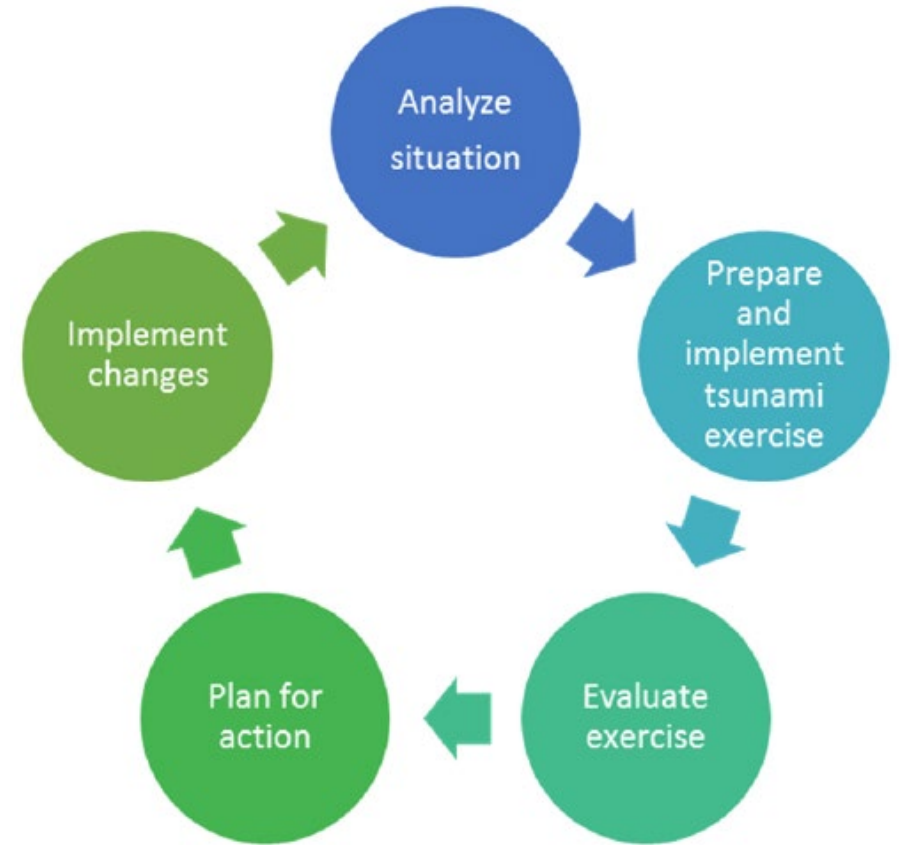 Analyze
situation
Prepare
and
implement
tsunami
exercise
Evaluate
exercise
Plan for
action
Implement
changes